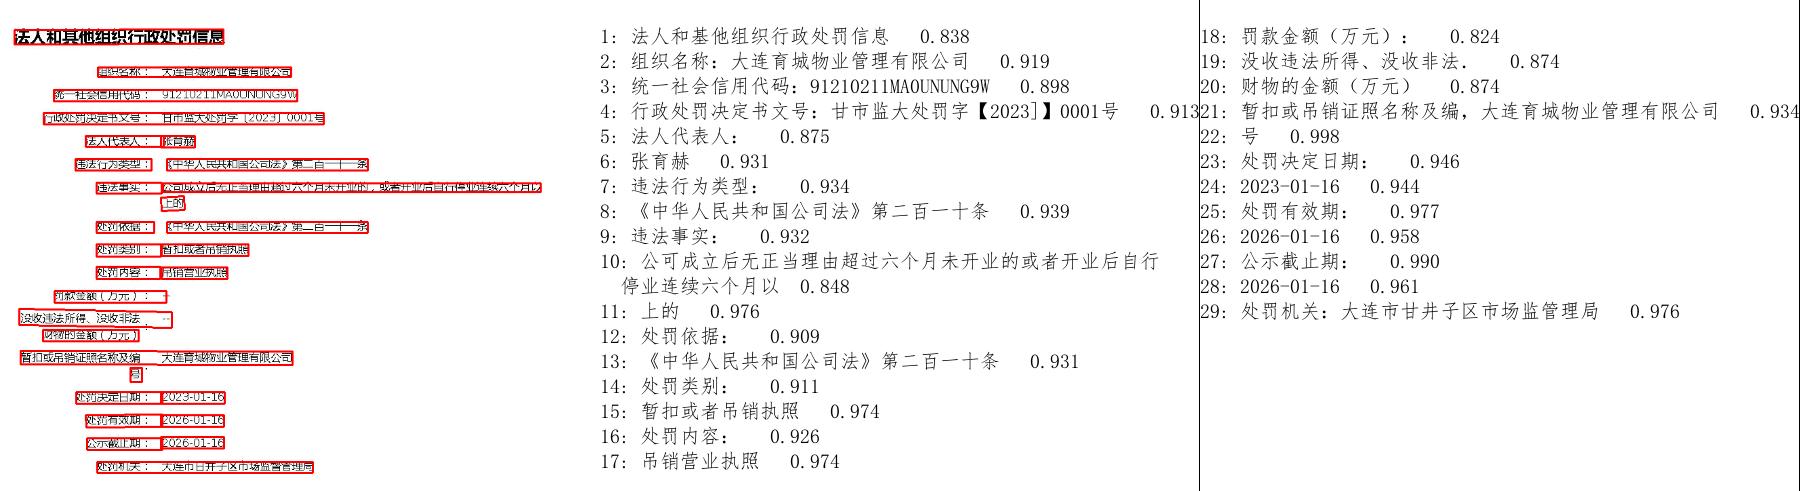 法人和其他组织行政处罚信息
组织名称： 大连育城物业管理有限公司
统一社会信用代码： 91210211MA0UNUNG9W
行政处罚决定书文号： 甘市监大处罚字〔2023〕0001号
法人代表人： 张育赫
违法行为类型： 《中华人民共和国公司法》第二百一十一条
违法事实： 公司成立后无正当理由超过六个月未开业的，或者开业后自行停业连续六个月以
上的
处罚依据： 《中华人民共和国公司法》第二百一十一条
处罚类别： 暂扣或者吊销执照
处罚内容： 吊销营业执照
罚款金额（万元）： --
没收违法所得、没收非法 --
财物的金额（万元） ：
暂扣或吊销证照名称及编 大连育城物业管理有限公司
号 ：
处罚决定日期： 2023-01-16
处罚有效期： 2026-01-16
公示截止期： 2026-01-16
处罚机关： 大连市甘井子区市场监督管理局
1: 法人和基他组织行政处罚信息 0.838
2: 组织名称: 大连育城物业管理有限公司 0.919
3: 统一社会信用代码: 91210211MA0UNUNG9W 0.898
4: 行政处罚决定书文号: 甘市监大处罚字【2023]】0001号 0.913
5: 法人代表人: 0.875
6: 张育赫 0.931
7: 违法行为类型: 0.934
8: 《中华人民共和国公司法》第二百一十条 0.939
9: 违法事实: 0.932
10: 公可成立后无正当理由超过六个月未开业的或者开业后自行
停业连续六个月以 0.848
11: 上的 0.976
12: 处罚依据: 0.909
13: 《中华人民共和国公司法》第二百一十条 0.931
14: 处罚类别: 0.911
15: 暂扣或者吊销执照 0.974
16: 处罚内容: 0.926
17: 吊销营业执照 0.974
18: 罚款金额（万元）: 0.824
19: 没收违法所得、没收非法. 0.874
20: 财物的金额（万元） 0.874
21: 暂扣或吊销证照名称及编, 大连育城物业管理有限公司 0.934
22: 号 0.998
23: 处罚决定日期: 0.946
24: 2023-01-16 0.944
25: 处罚有效期: 0.977
26: 2026-01-16 0.958
27: 公示截止期: 0.990
28: 2026-01-16 0.961
29: 处罚机关: 大连市甘井子区市场监管理局 0.976